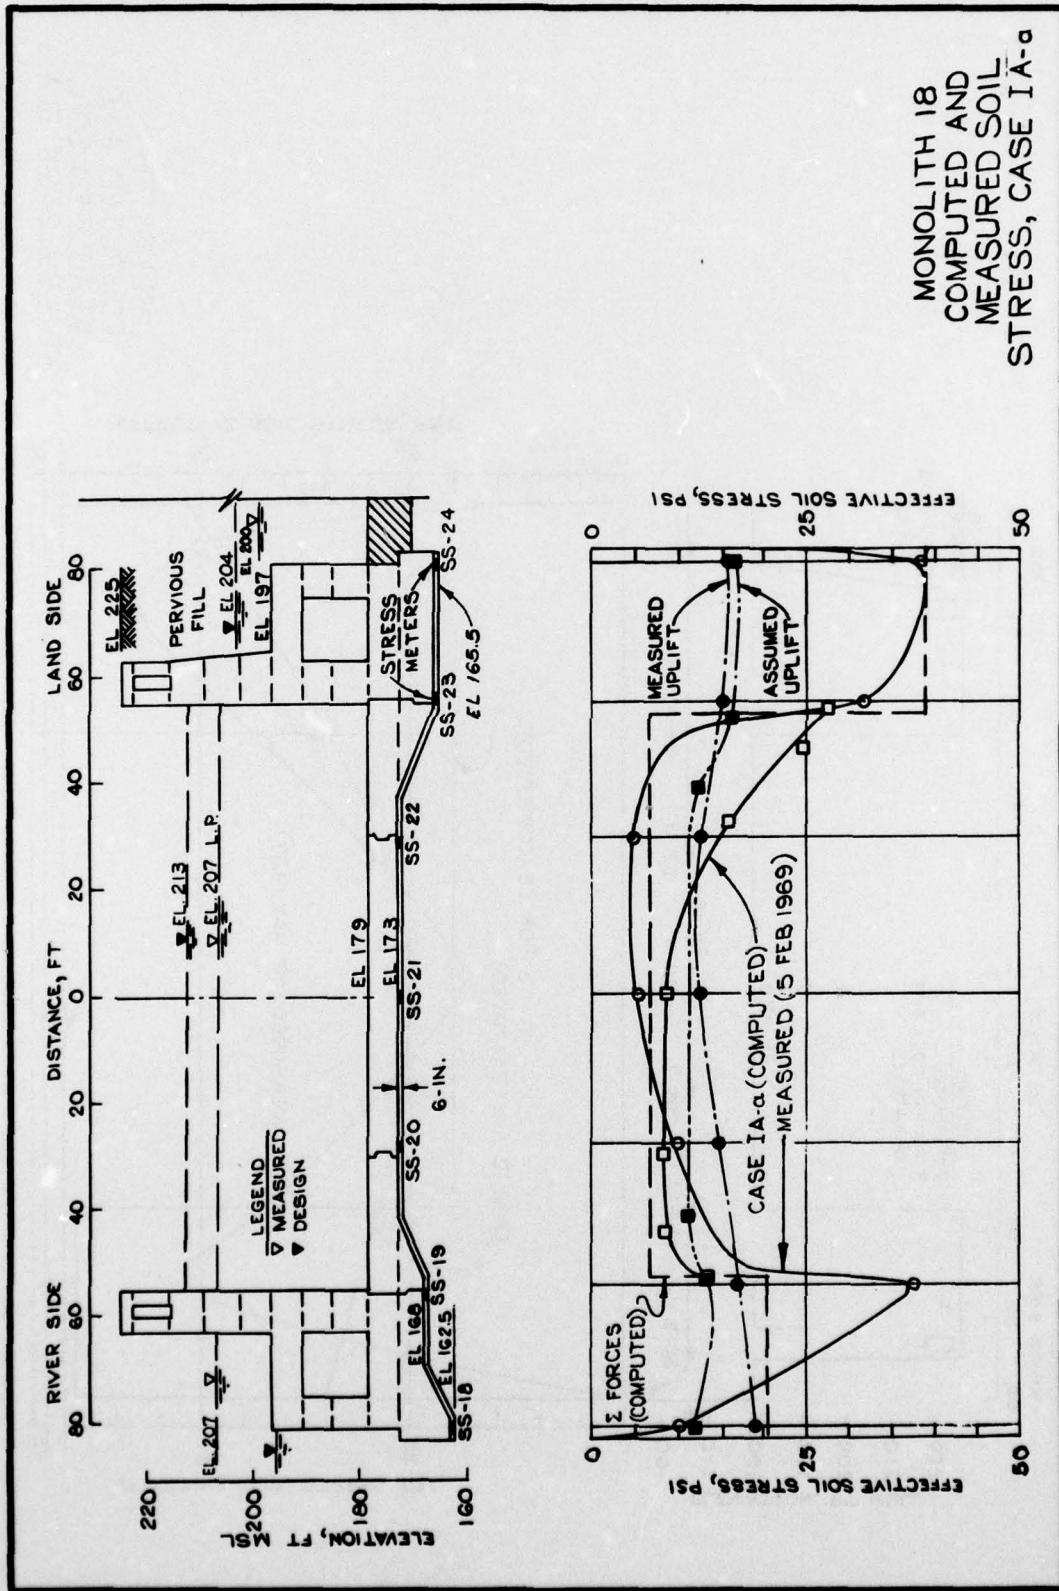 RIVER SIDE
DISTANCE, FT
LAND SIDE
80
60
40
20
0
20
40
60
80
ELEVATION, FT MSL
220
200
180
160
EL 225
PERVIOUS
FILL
EL 213
EL 207 L.P.
EL 204
EL 200
EL 197
EL 207
LEGEND
▽ MEASURED
▼ DESIGN
EL 179
EL 173
EL 168
EL 162.5
EL 165.5
6-IN.
STRESS
METERS
SS-18
SS-19
SS-20
SS-21
SS-22
SS-23
SS-24
EFFECTIVE SOIL STRESS, PSI
0
25
50
Σ FORCES
(COMPUTED)
CASE IA-a (COMPUTED)
MEASURED (5 FEB 1969)
MEASURED
UPLIFT
ASSUMED
UPLIFT
EFFECTIVE SOIL STRESS, PSI
0
25
50
MONOLITH 18
COMPUTED AND
MEASURED SOIL
STRESS, CASE IA-a